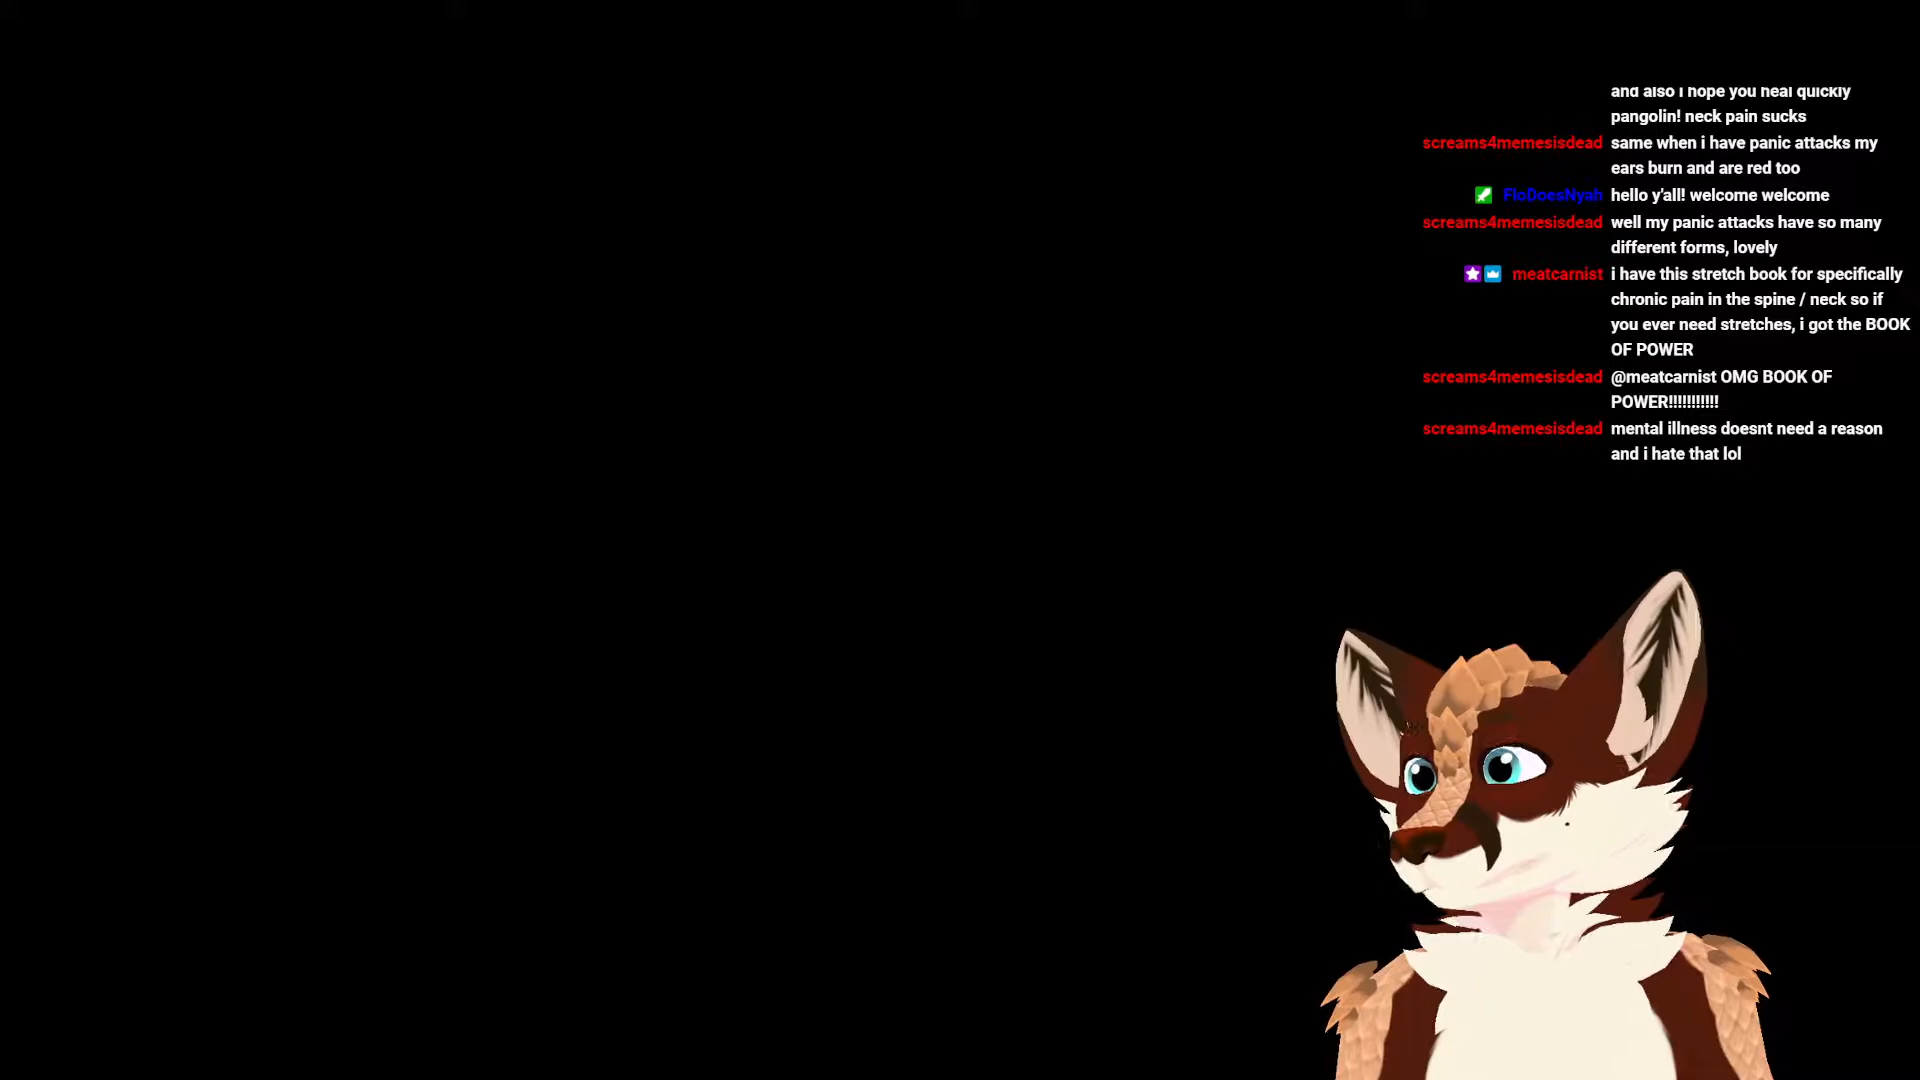 and also i hope you heal quickly
pangolin! neck pain sucks
screams4memesisdead same when i have panic attacks my
ears burn and are red too
FloDoesNyah hello y'all! welcome welcome
screams4memesisdead well my panic attacks have so many
different forms, lovely
meatcarnist i have this stretch book for specifically
chronic pain in the spine / neck so if
you ever need stretches, i got the BOOK
OF POWER
screams4memesisdead @meatcarnist OMG BOOK OF
POWER!!!!!!!!!!!
screams4memesisdead mental illness doesnt need a reason
and i hate that lol